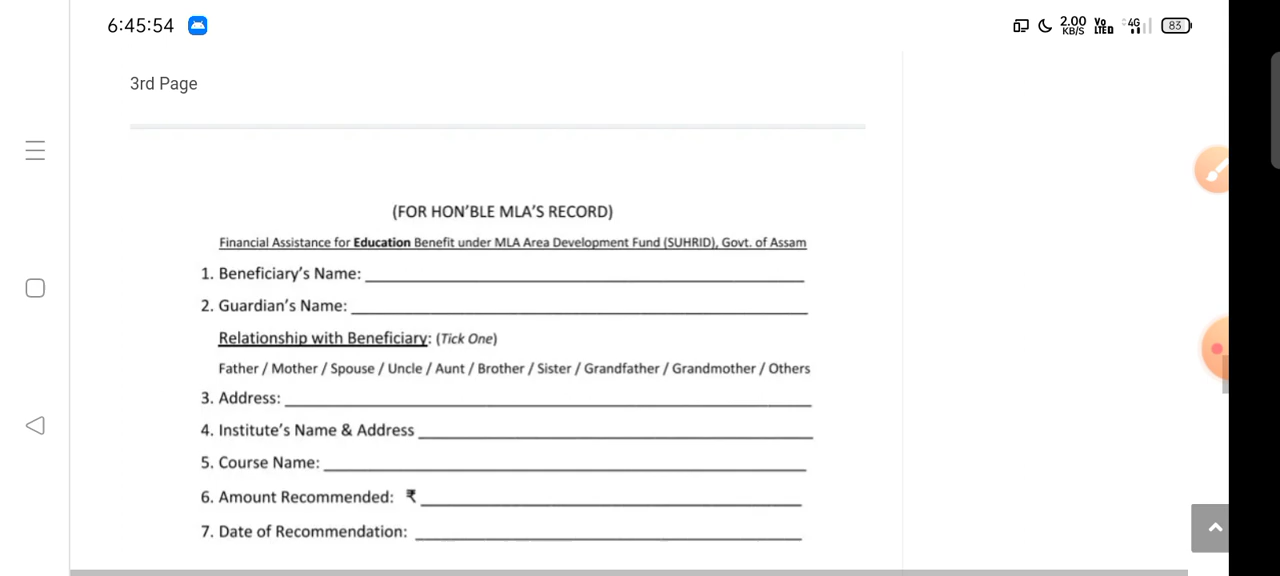 6:45:54
2.00 KB/S Vo LTED 4G 83
3rd Page
(FOR HON'BLE MLA'S RECORD)
Financial Assistance for Education Benefit under MLA Area Development Fund (SUHRID), Govt. of Assam
1. Beneficiary's Name:
2. Guardian's Name:
Relationship with Beneficiary: (Tick One)
Father / Mother / Spouse / Uncle / Aunt / Brother / Sister / Grandfather / Grandmother / Others
3. Address:
4. Institute's Name & Address
5. Course Name:
6. Amount Recommended: ₹
7. Date of Recommendation: